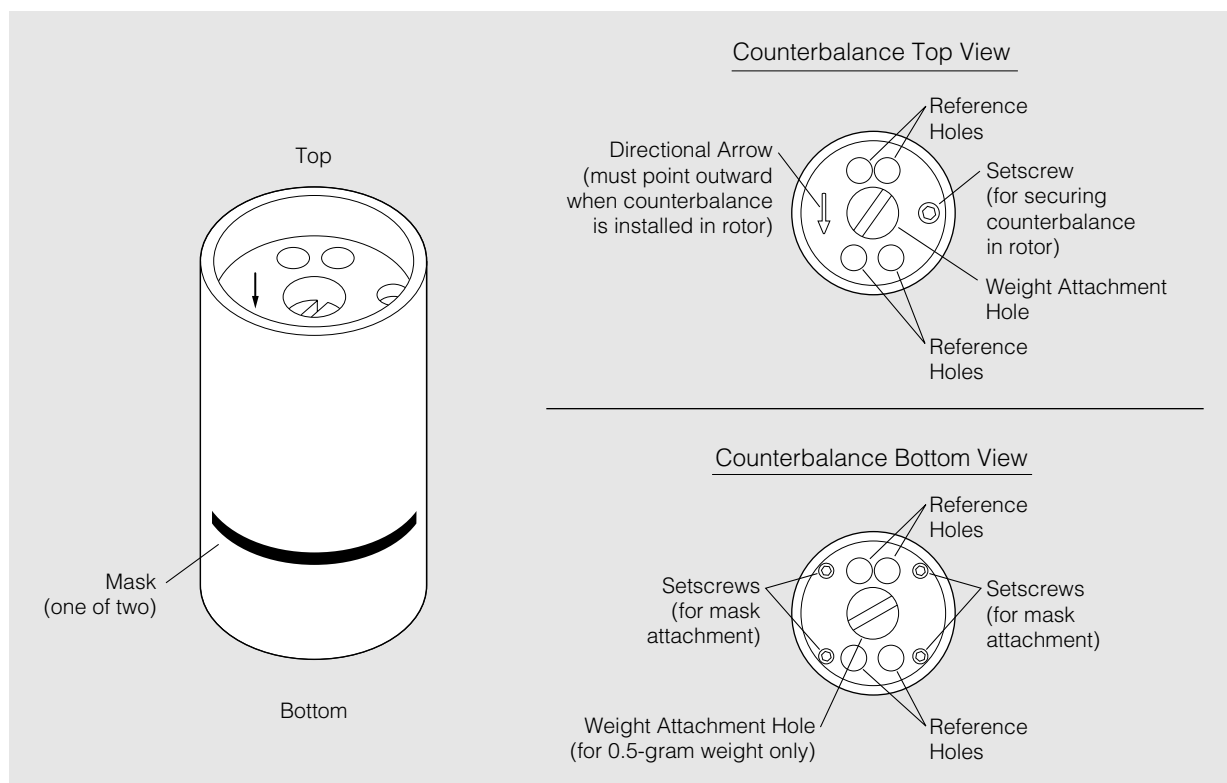 Top
Mask
(one of two)
Bottom
Counterbalance Top View
Reference
Holes
Directional Arrow
(must point outward
when counterbalance
is installed in rotor)
Setscrew
(for securing
counterbalance
in rotor)
Weight Attachment
Hole
Reference
Holes
Counterbalance Bottom View
Reference
Holes
Setscrews
(for mask
attachment)
Setscrews
(for mask
attachment)
Weight Attachment Hole
(for 0.5-gram weight only)
Reference
Holes